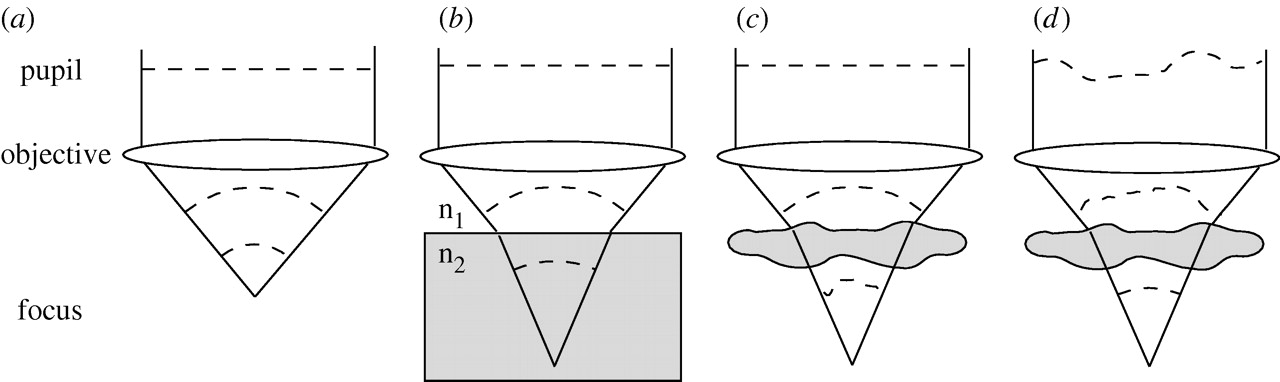 (a)
(b)
(c)
(d)
pupil
objective
n1
n2
focus